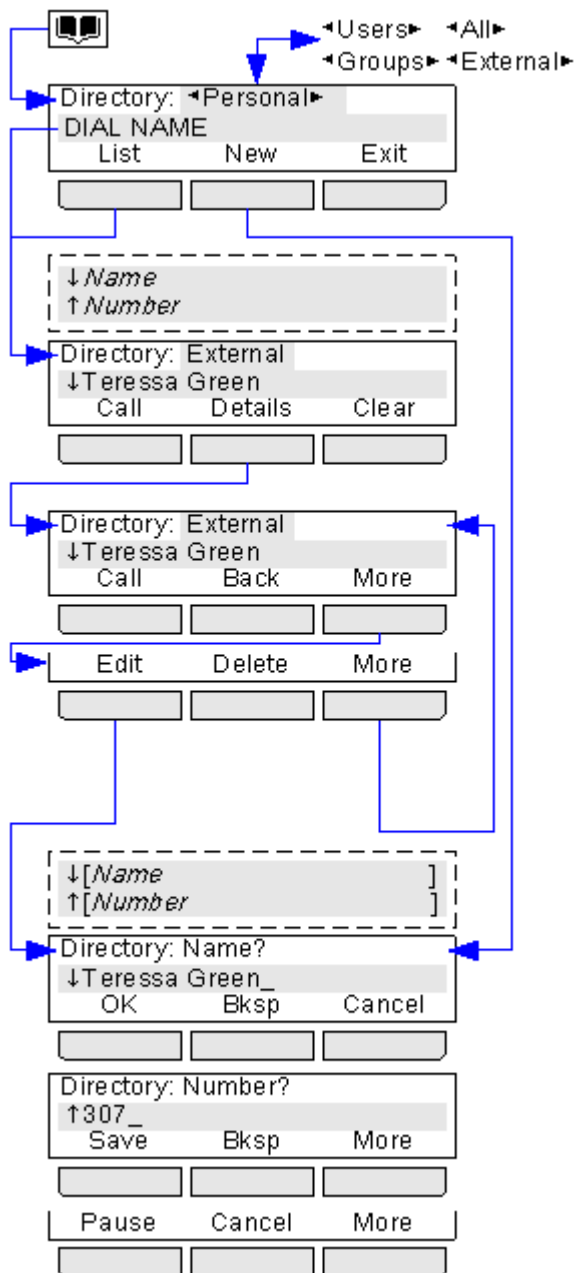 ◂Users▸ ◂All▸
◂Groups▸ ◂External▸
Directory: ◂Personal▸
DIAL NAME
List New Exit
↓Name
↑Number
Directory: External
↓Teressa Green
Call Details Clear
Directory: External
↓Teressa Green
Call Back More
Edit Delete More
↓[Name ]
↑[Number ]
Directory: Name?
↓Teressa Green_
OK Bksp Cancel
Directory: Number?
↑307_
Save Bksp More
Pause Cancel More